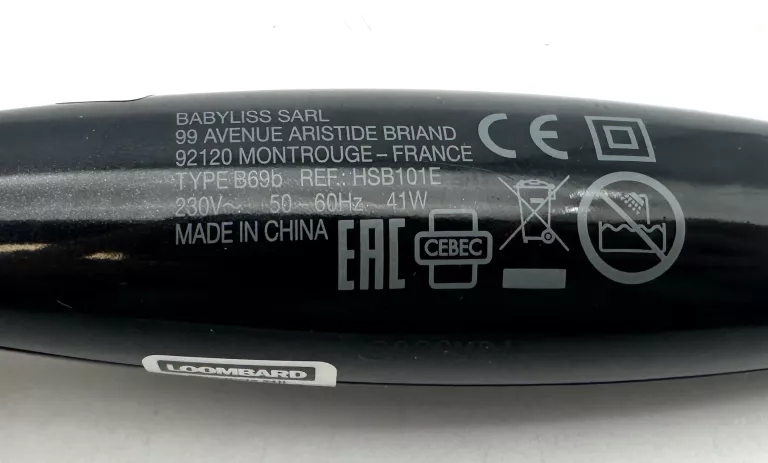 BABYLISS SARL
99 AVENUE ARISTIDE BRIAND
92120 MONTROUGE – FRANCE
TYPE B69b REF.: HSB101E
230V~ 50 – 60Hz 41W
MADE IN CHINA
CE
EAC
CEBEC
LOOMBARD